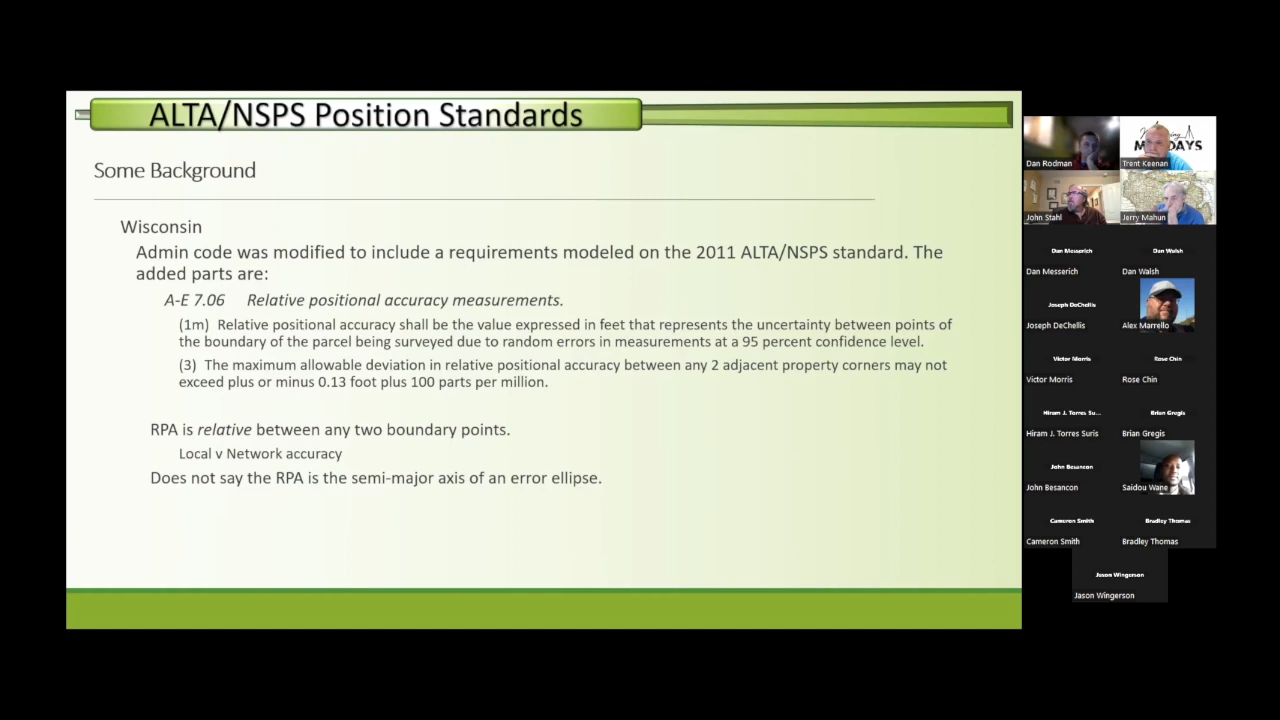 ALTA/NSPS Position Standards
Some Background
Wisconsin
Admin code was modified to include a requirements modeled on the 2011 ALTA/NSPS standard. The
added parts are:
A-E 7.06 Relative positional accuracy measurements.
(1m) Relative positional accuracy shall be the value expressed in feet that represents the uncertainty between points of
the boundary of the parcel being surveyed due to random errors in measurements at a 95 percent confidence level.
(3) The maximum allowable deviation in relative positional accuracy between any 2 adjacent property corners may not
exceed plus or minus 0.13 foot plus 100 parts per million.
RPA is relative between any two boundary points.
Local v Network accuracy
Does not say the RPA is the semi-major axis of an error ellipse.
Dan Rodman
Trent Keenan
John Stahl
Jerry Mahun
Dan Messerich
Dan Walsh
Dan Messerich
Dan Walsh
Joseph DeChellis
Joseph DeChellis
Alex Marrello
Victor Morris
Rose Chin
Victor Morris
Rose Chin
Hiram J. Torres Su...
Brian Gregis
Hiram J. Torres Suris
Brian Gregis
John Besancon
John Besancon
Saidou Wane
Cameron Smith
Bradley Thomas
Cameron Smith
Bradley Thomas
Jason Wingerson
Jason Wingerson